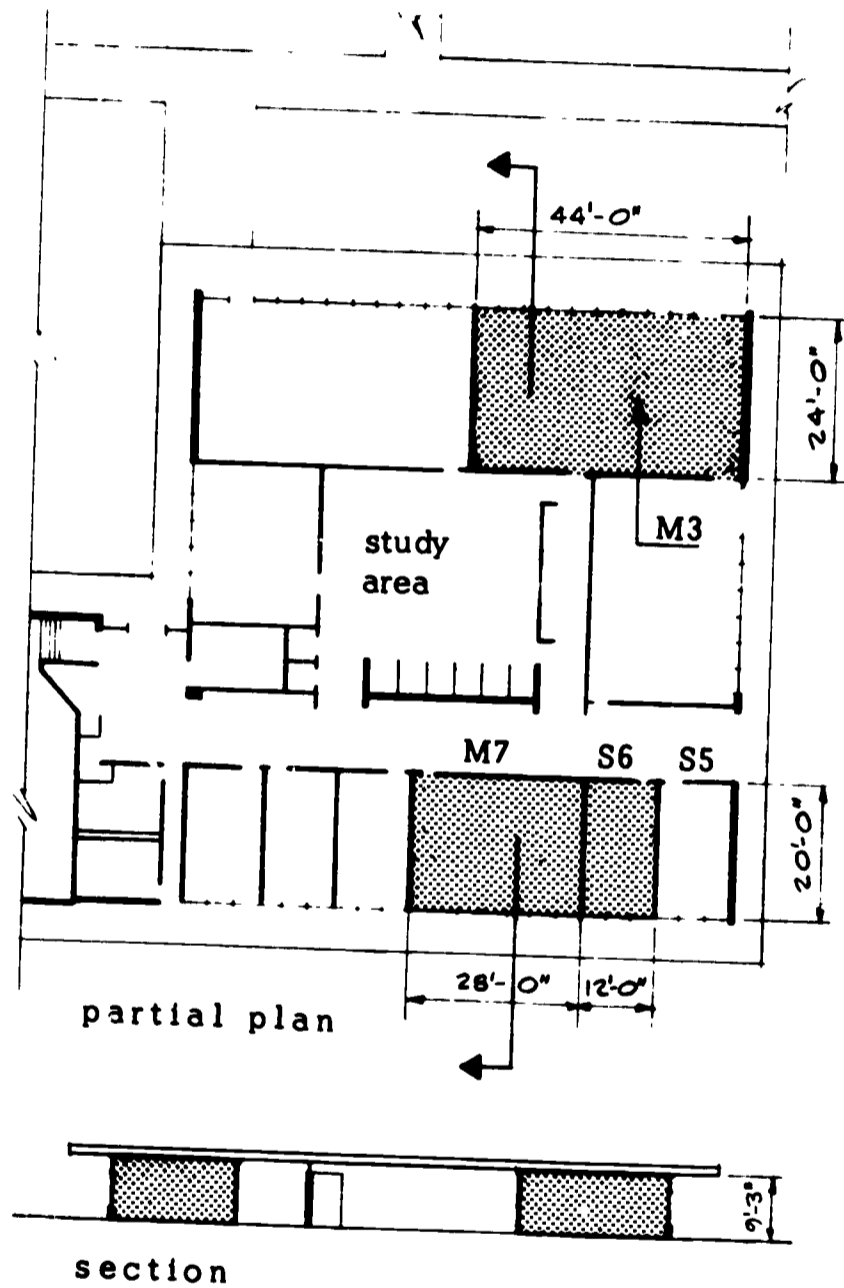 44'-0"
24'-0"
M3
study
area
M7 S6 S5
20'-0"
28'-0" 12'-0"
partial plan
9'-3"
section